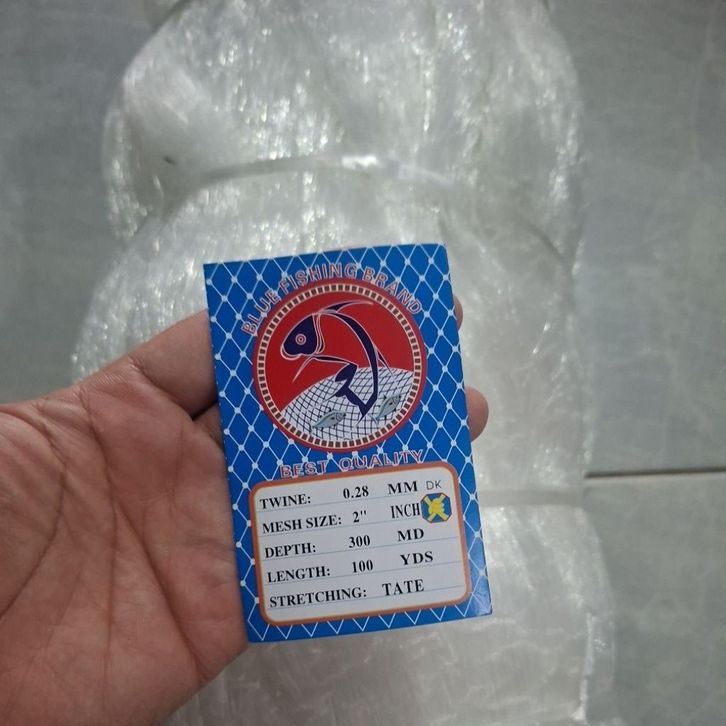 BLUE FISHING BRAND
BEST QUALITY
TWINE: 0.28 MM DK
MESH SIZE: 2" INCH
DEPTH: 300 MD
LENGTH: 100 YDS
STRETCHING: TATE